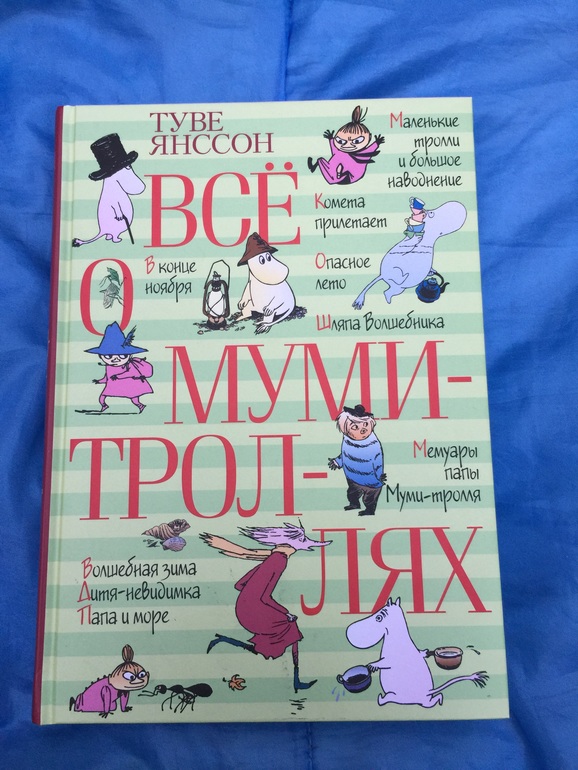 ТУВЕ
ЯНССОН
ВСЁ
О
МУМИ-
ТРОЛ-
ЛЯХ
Маленькие
тролли
и большое
наводнение
Комета
прилетает
В конце
ноября
Опасное
лето
Шляпа Волшебника
Мемуары
папы
Муми-тролля
Волшебная зима
Дитя-невидимка
Папа и море